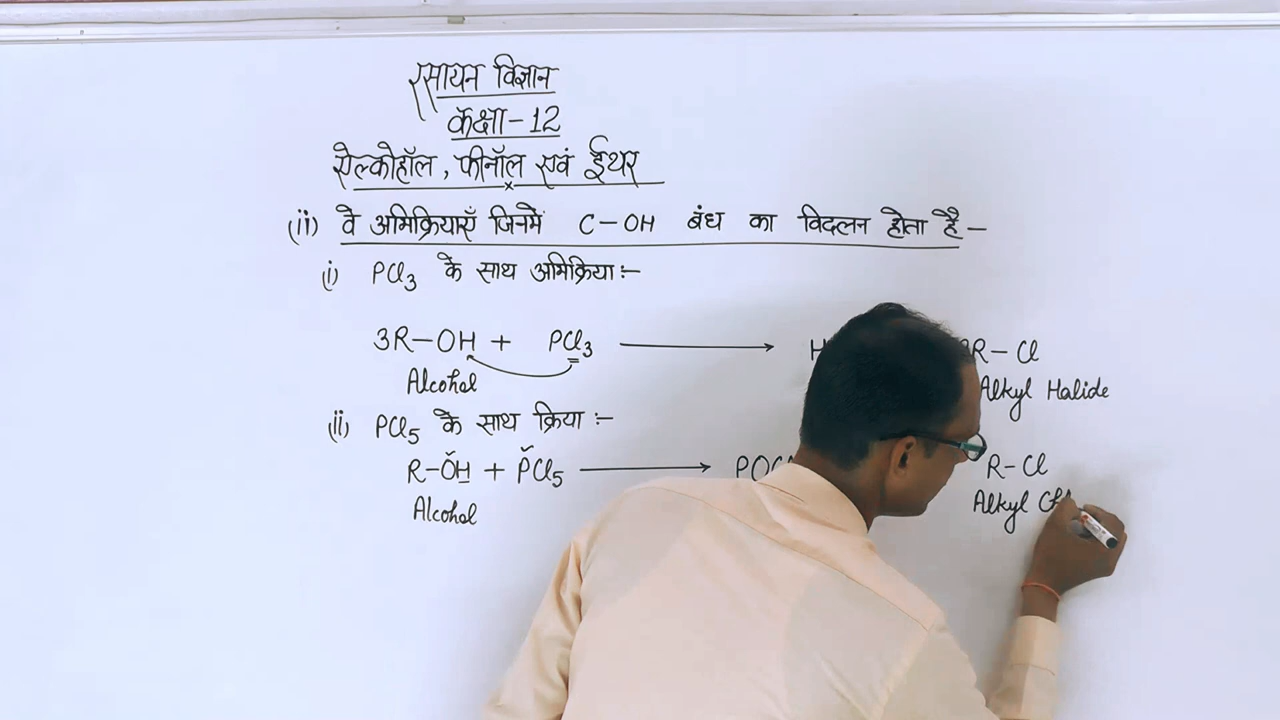 रसायन विज्ञान
कक्षा - 12
ऐल्कोहॉल, फीनॉल एवं ईथर
(ii) वे अभिक्रियाएँ जिनमें C-OH बंध का विदलन होता है -
(i) PCl₃ के साथ अभिक्रिया :-
3R-OH + PCl₃ ⟶ R-Cl
Alcohol Alkyl Halide
(ii) PCl₅ के साथ क्रिया :-
R-OH + PCl₅ ⟶ R-Cl
Alcohol Alkyl